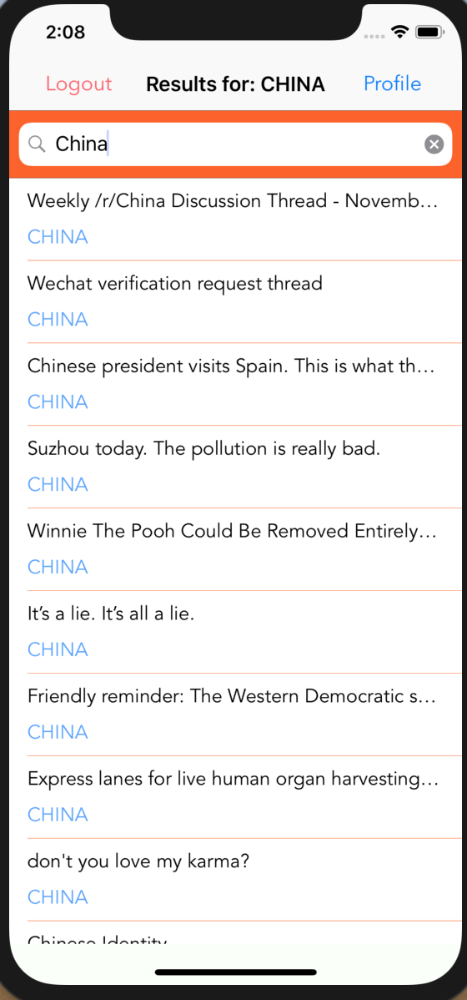 2:08
Logout Results for: CHINA Profile
China
Weekly /r/China Discussion Thread - Novemb...
CHINA
Wechat verification request thread
CHINA
Chinese president visits Spain. This is what th...
CHINA
Suzhou today. The pollution is really bad.
CHINA
Winnie The Pooh Could Be Removed Entirely...
CHINA
It’s a lie. It’s all a lie.
CHINA
Friendly reminder: The Western Democratic s...
CHINA
Express lanes for live human organ harvesting...
CHINA
don't you love my karma?
CHINA
Chinese Identity